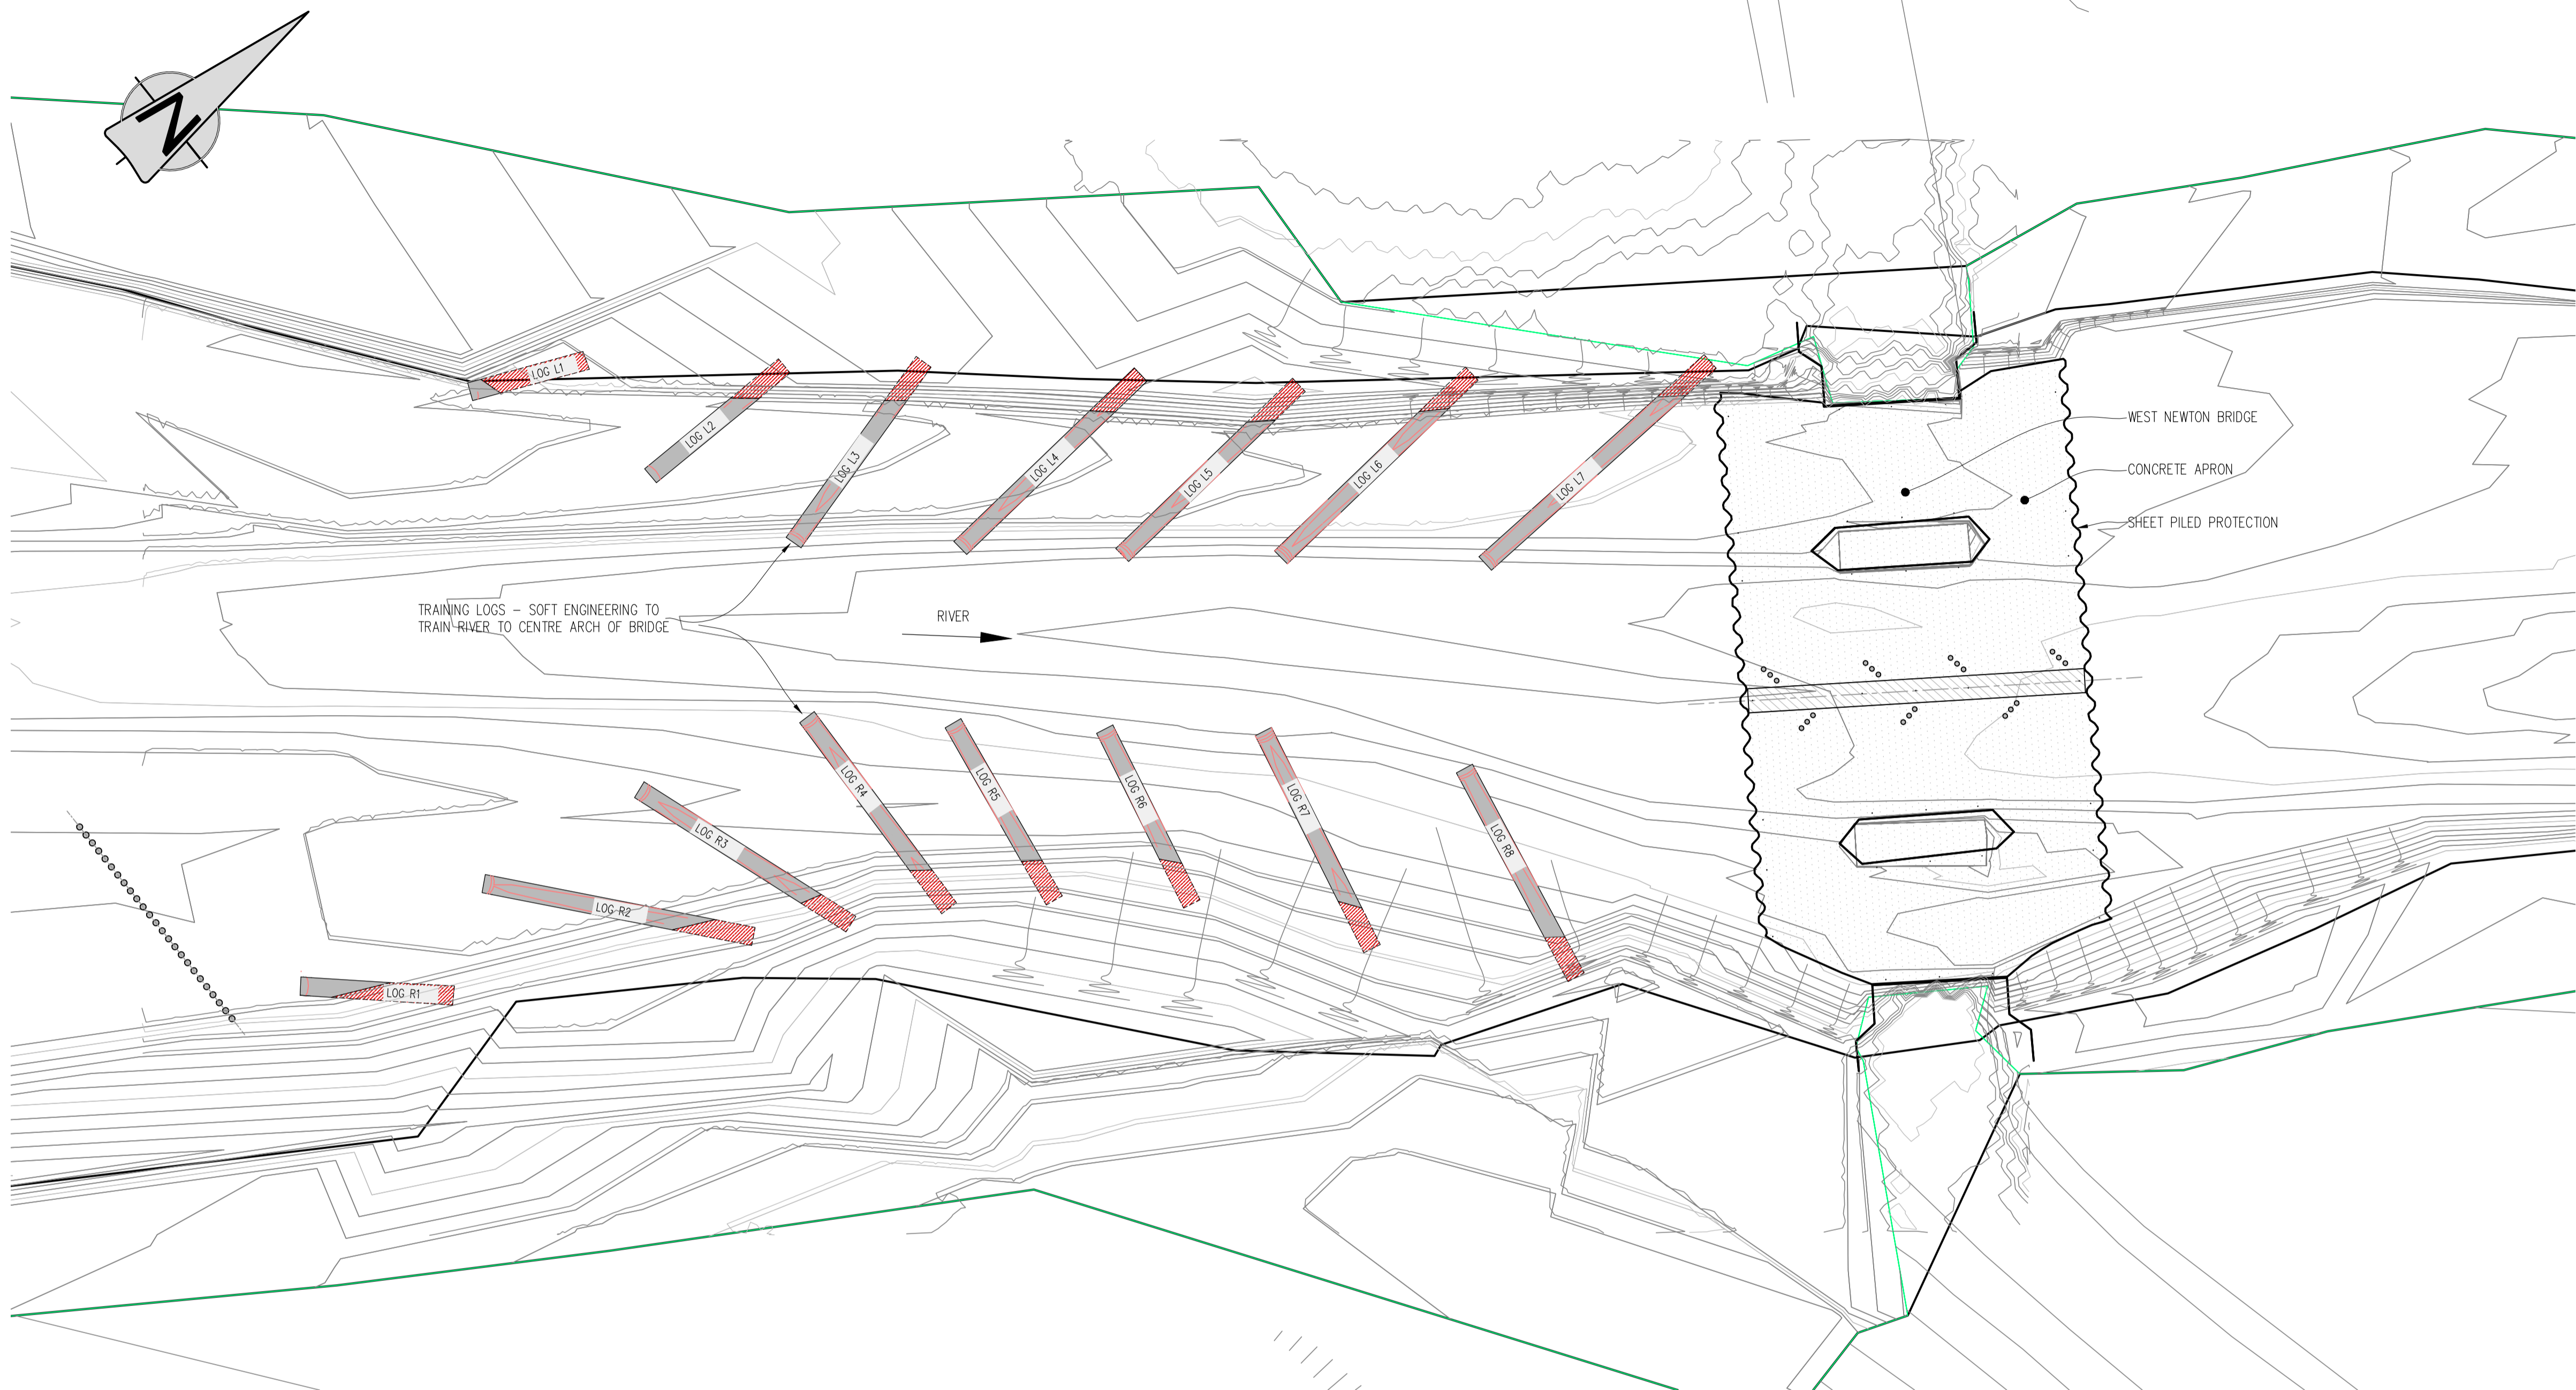 N
LOG L1
LOG L2
LOG L3
LOG L4
LOG L5
LOG L6
LOG L7
WEST NEWTON BRIDGE
CONCRETE APRON
SHEET PILED PROTECTION
TRAINING LOGS – SOFT ENGINEERING TO
TRAIN RIVER TO CENTRE ARCH OF BRIDGE
RIVER
LOG R1
LOG R2
LOG R3
LOG R4
LOG R5
LOG R6
LOG R7
LOG R8